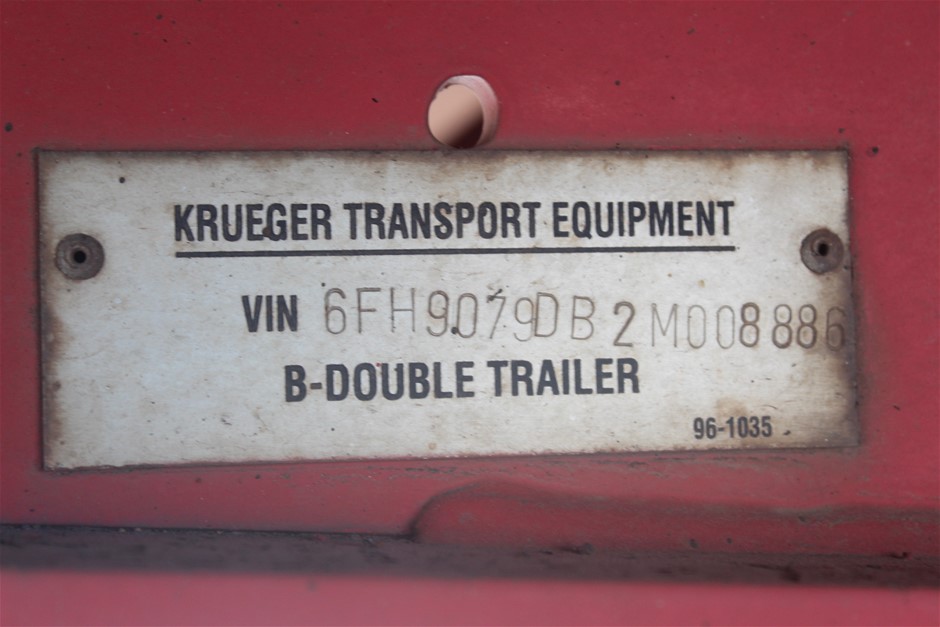 KRUEGER TRANSPORT EQUIPMENT
VIN 6FH9079DB2M008886
B-DOUBLE TRAILER
96-1035